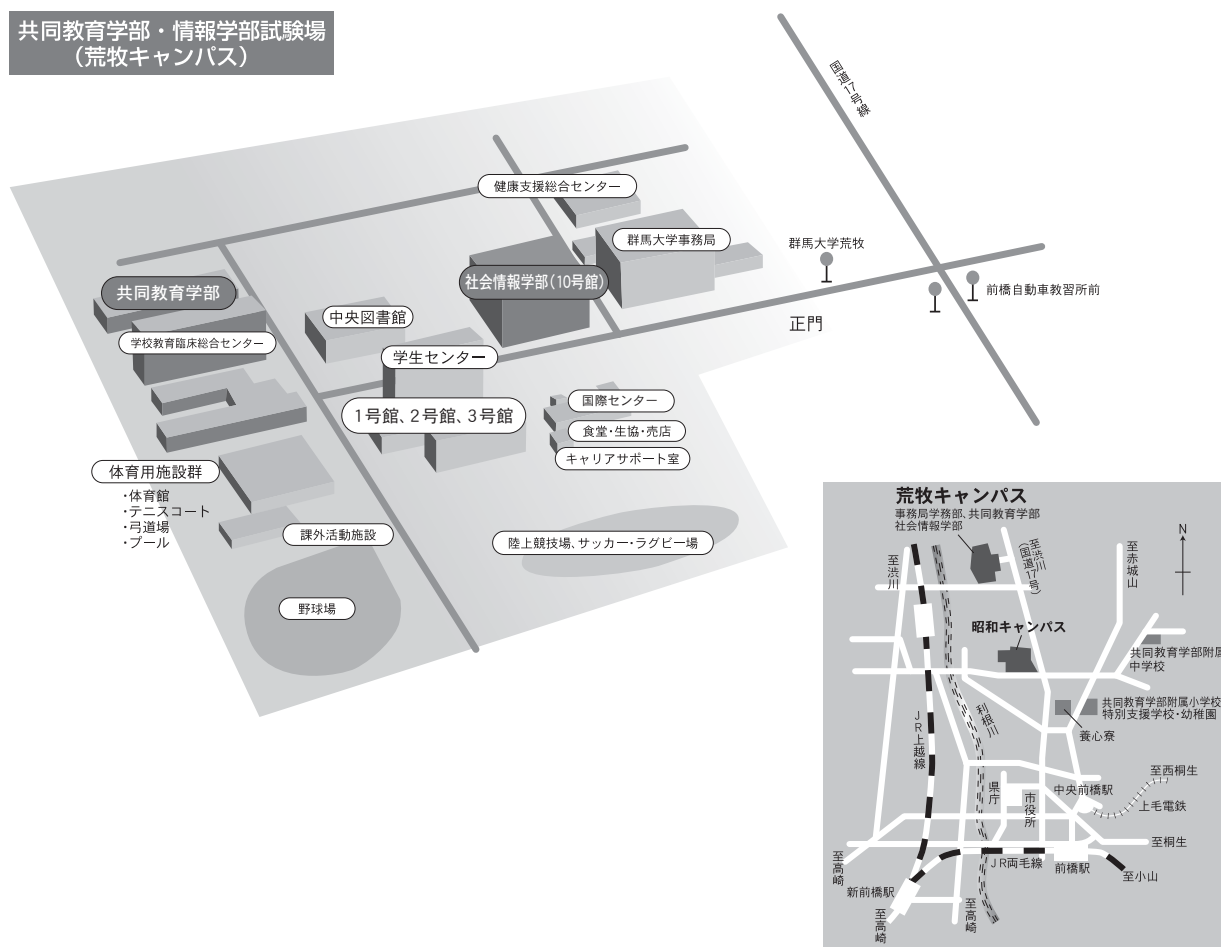 共同教育学部・情報学部試験場
（荒牧キャンパス）
国道17号線
健康支援総合センター
群馬大学事務局
群馬大学荒牧
社会情報学部（10号館）
前橋自動車教習所前
共同教育学部
中央図書館
正門
学校教育臨床総合センター
学生センター
1号館、2号館、3号館
国際センター
食堂・生協・売店
キャリアサポート室
体育用施設群
・体育館
・テニスコート
・弓道場
・プール
課外活動施設
陸上競技場、サッカー・ラグビー場
野球場
荒牧キャンパス
事務局学務部、共同教育学部
社会情報学部
N
至渋川
至渋川
（国道17号）
至赤城山
昭和キャンパス
共同教育学部附属
中学校
共同教育学部附属小学校
特別支援学校・幼稚園
養心寮
利根川
JR上越線
至西桐生
県庁
市役所
中央前橋駅
上毛電鉄
至桐生
至高崎
JR両毛線
前橋駅
至小山
新前橋駅
至高崎
至高崎